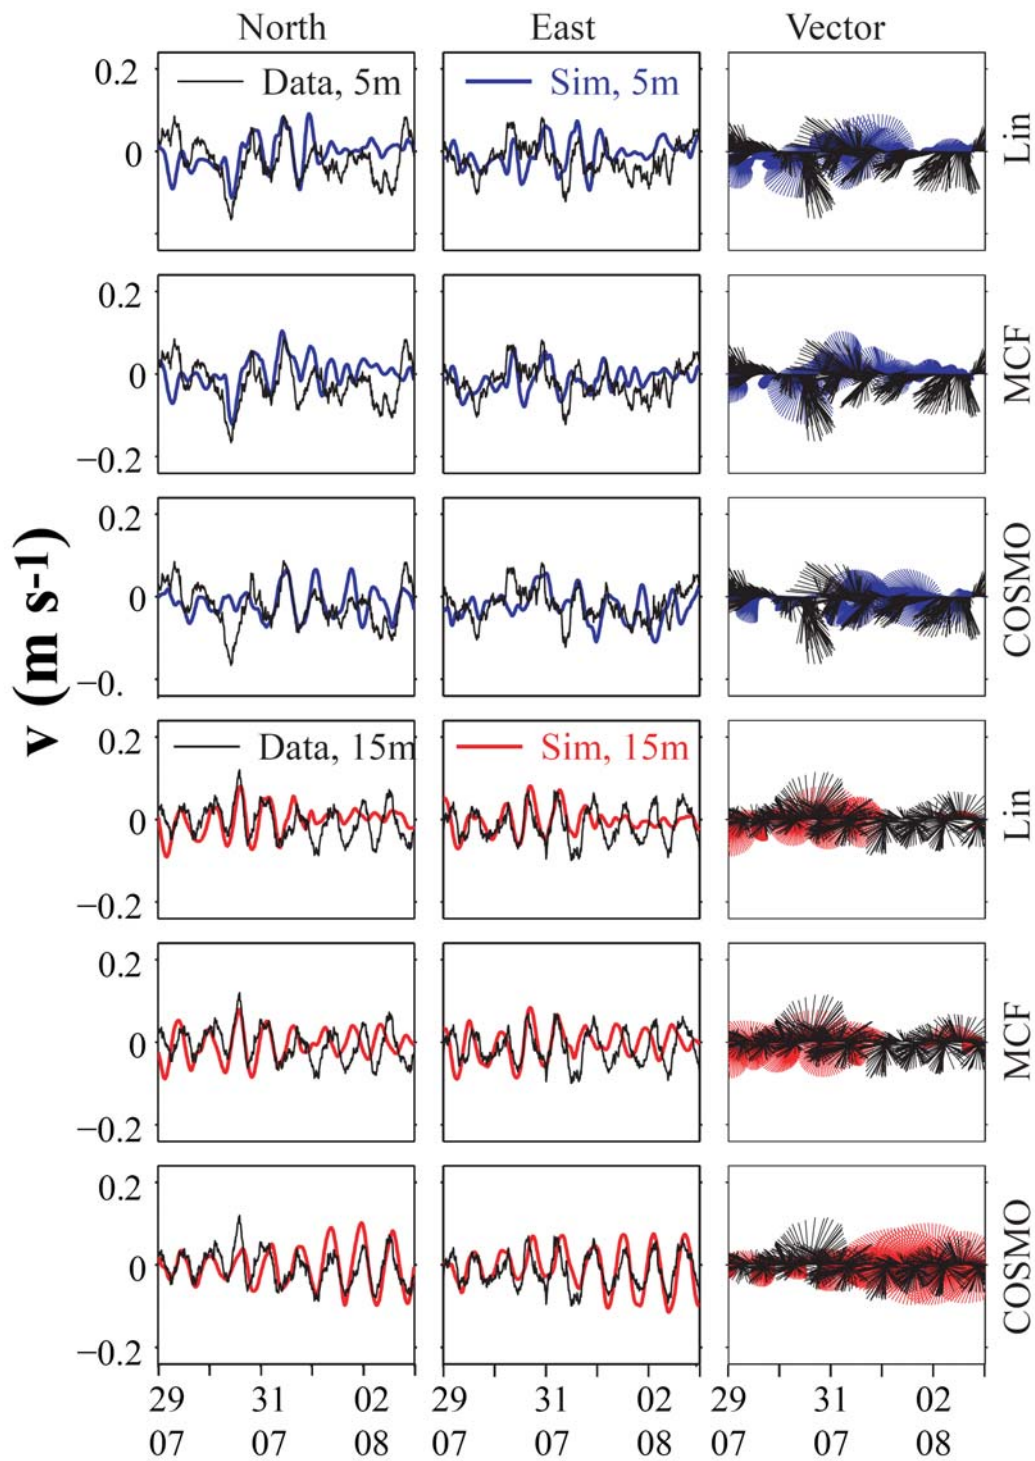 North East Vector
0.2 Data, 5m Sim, 5m
0
Lin
0.2
0
−0.2
MCF
0.2
0
−0.
COSMO
v (m s-1)
0.2 Data, 15m Sim, 15m
0
−0.2
Lin
0.2
0
−0.2
MCF
0.2
0
−0.2
COSMO
29 31 02 29 31 02 29 31 02
07 07 08 07 07 08 07 07 08